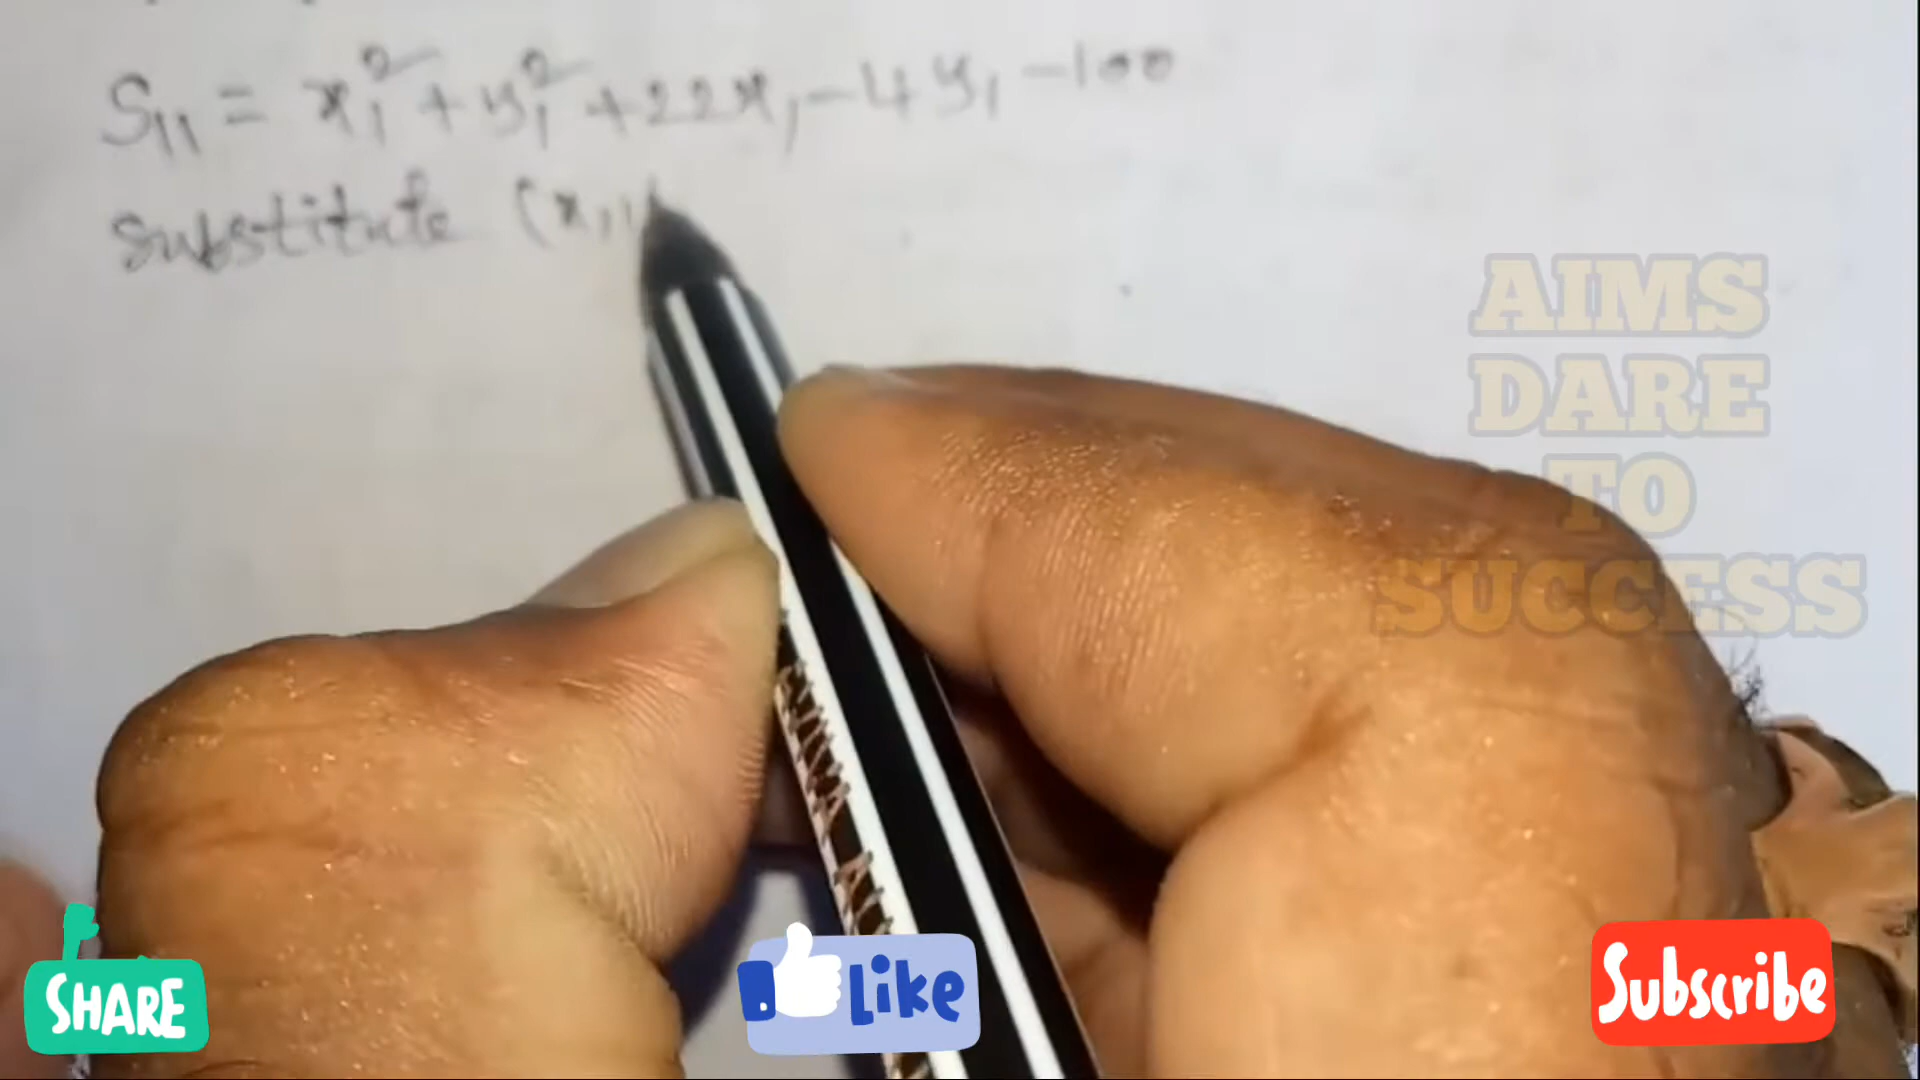 S₁₁ = x₁² + y₁² + 22x₁ - 4y₁ - 100
Substitute (x₁,
AIMS
DARE
TO
SUCCESS
SHARE
Like
Subscribe